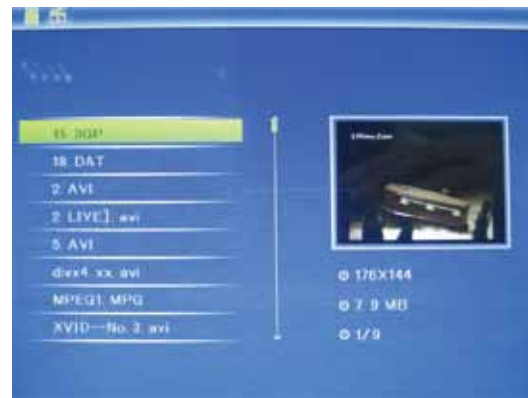 15. 3GP
18. DAT
2. AVI
2. LIVE]. avi
5. AVI
divx4. xx. avi
MPEG1. MPG
XVID---No. 3. avi
176X144
7. 9 MB
1/9